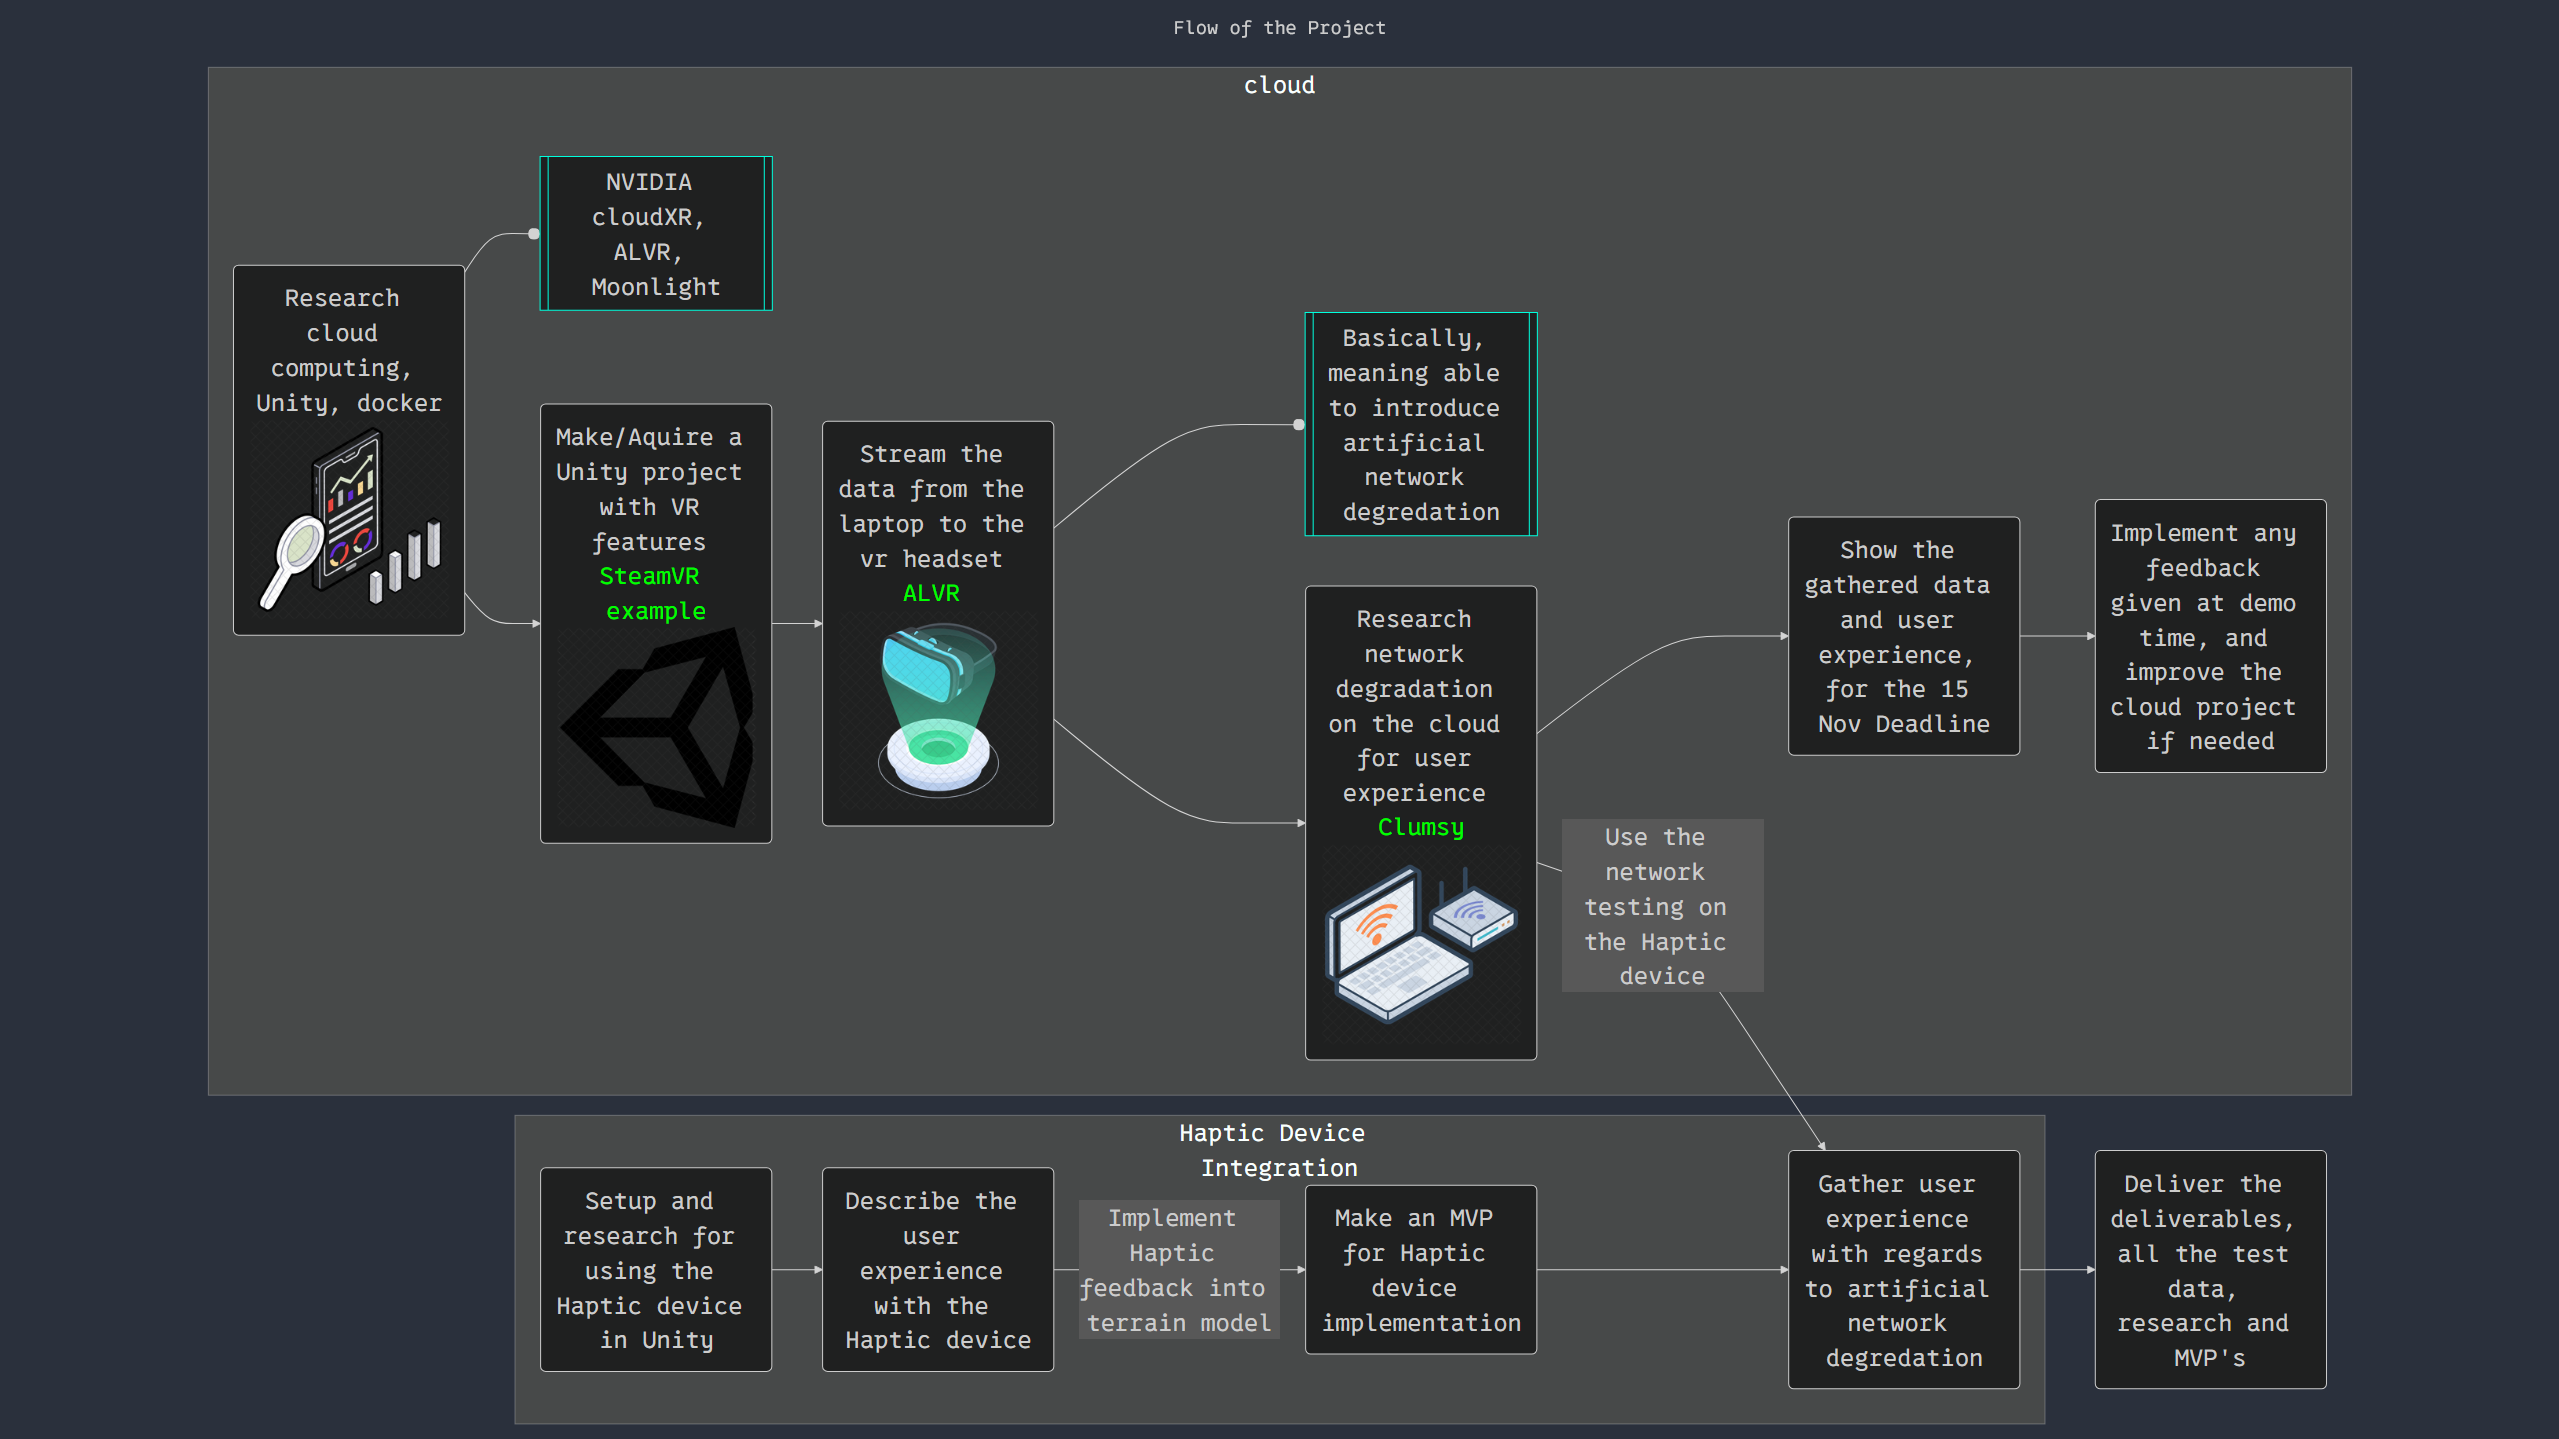 Flow of the Project
cloud
NVIDIA
cloudXR,
ALVR,
Moonlight
Research
cloud
computing,
Unity, docker
Make/Aquire a
Unity project
with VR
features
SteamVR
example
Stream the
data from the
laptop to the
vr headset
ALVR
Basically,
meaning able
to introduce
artificial
network
degredation
Research
network
degradation
on the cloud
for user
experience
Clumsy
Show the
gathered data
and user
experience,
for the 15
Nov Deadline
Implement any
feedback
given at demo
time, and
improve the
cloud project
if needed
Use the
network
testing on
the Haptic
device
Haptic Device
Integration
Setup and
research for
using the
Haptic device
in Unity
Describe the
user
experience
with the
Haptic device
Implement
Haptic
feedback into
terrain model
Make an MVP
for Haptic
device
implementation
Gather user
experience
with regards
to artificial
network
degredation
Deliver the
deliverables,
all the test
data,
research and
MVP's